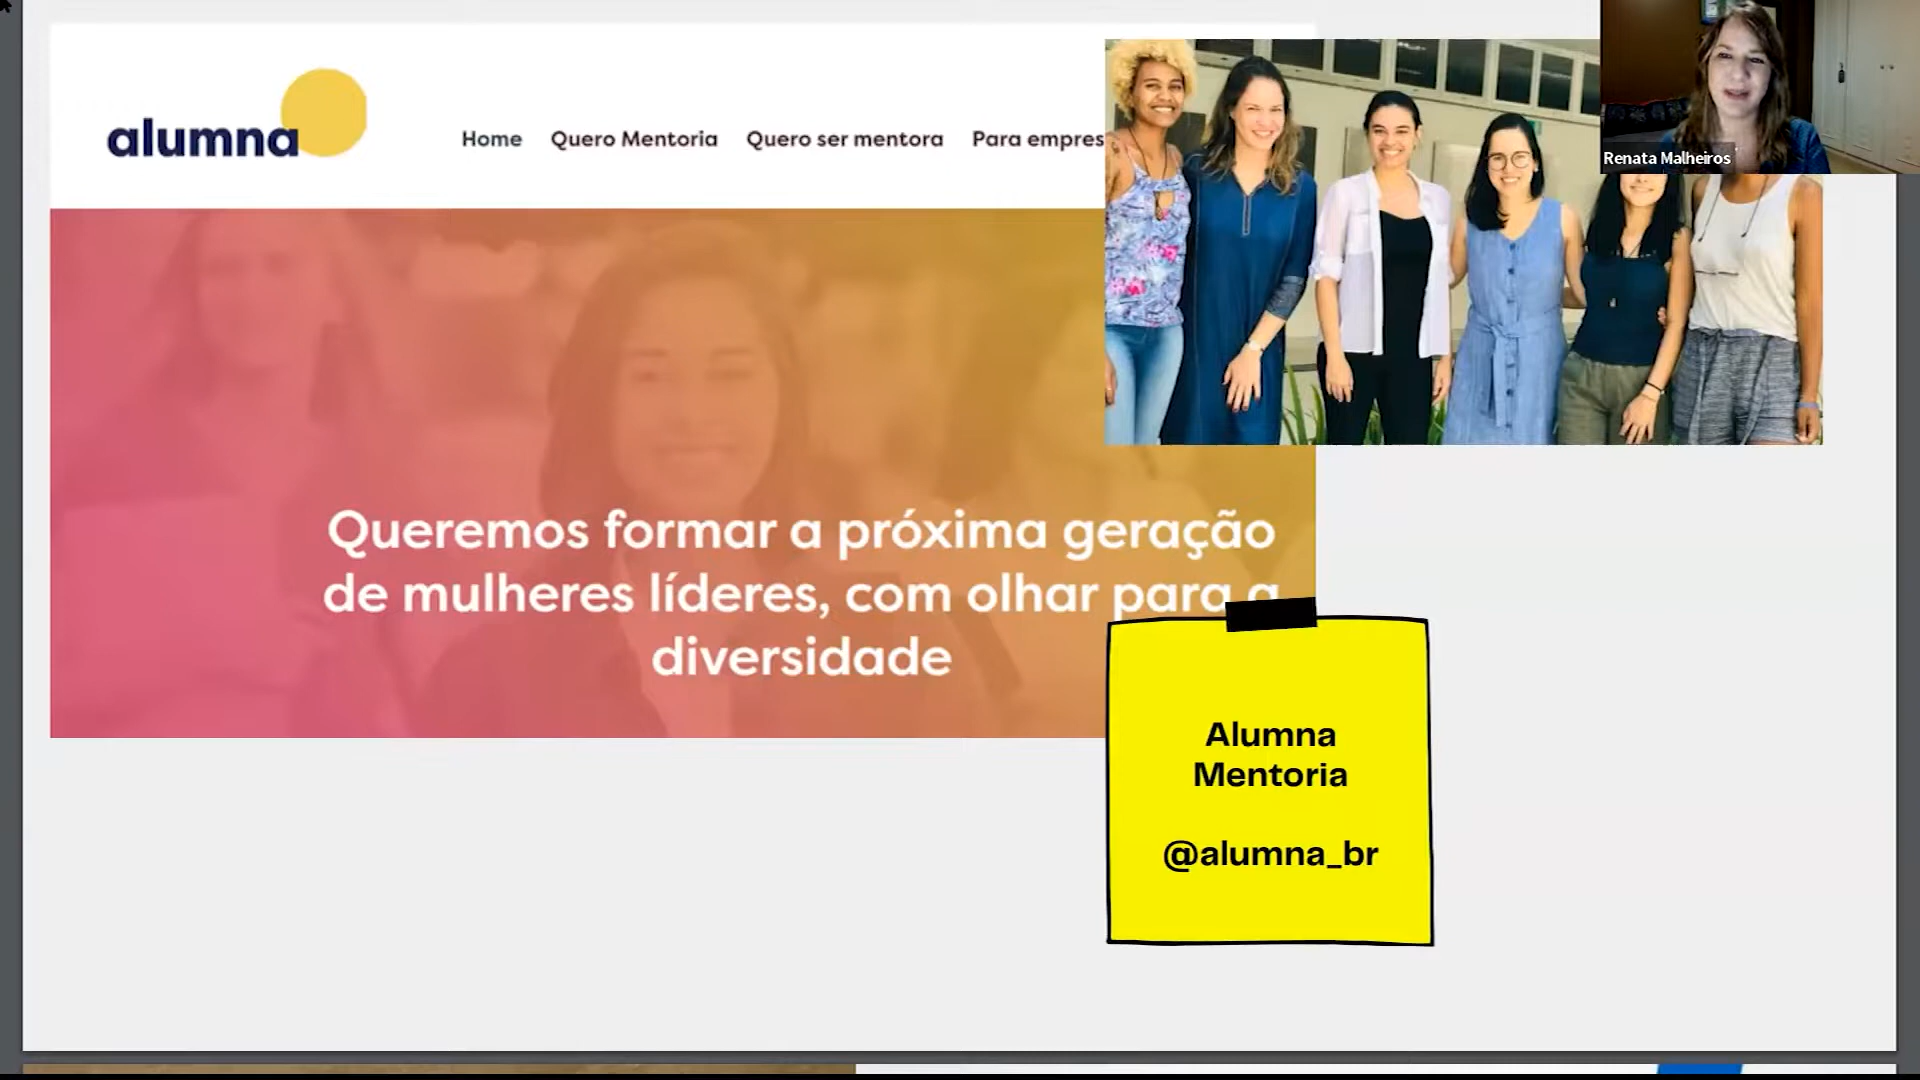 alumna
Home Quero Mentoria Quero ser mentora Para empres
Renata Malheiros
Queremos formar a próxima geração
de mulheres líderes, com olhar para a
diversidade
Alumna
Mentoria
@alumna_br